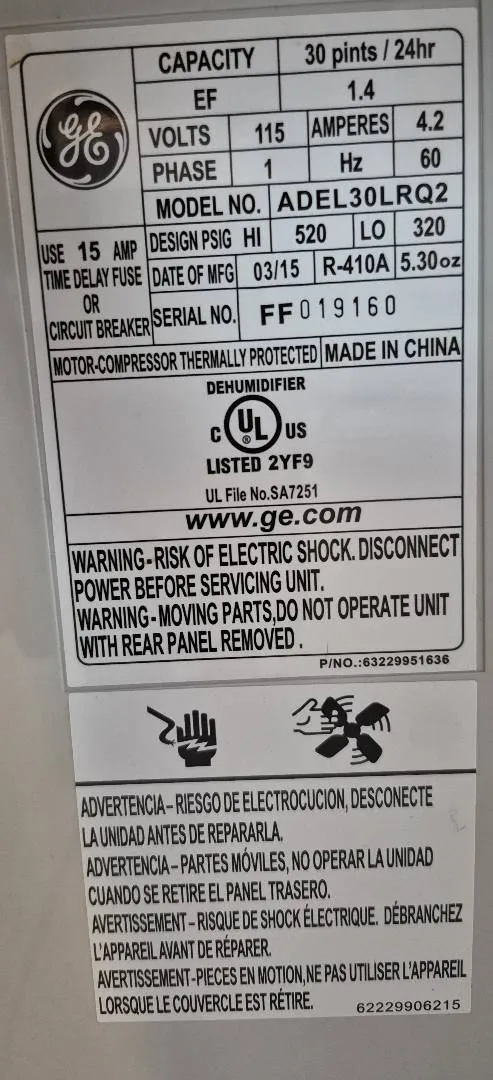 CAPACITY 30 pints / 24hr
EF 1.4
GE
VOLTS 115 AMPERES 4.2
PHASE 1 Hz 60
MODEL NO. ADEL30LRQ2
USE 15 AMP
TIME DELAY FUSE
OR
CIRCUIT BREAKER
DESIGN PSIG HI 520 LO 320
DATE OF MFG 03/15 R-410A 5.30oz
SERIAL NO. FF019160
MOTOR-COMPRESSOR THERMALLY PROTECTED MADE IN CHINA
DEHUMIDIFIER
C UL ® US
LISTED 2YF9
UL File No.SA7251
www.ge.com
WARNING-RISK OF ELECTRIC SHOCK. DISCONNECT
POWER BEFORE SERVICING UNIT.
WARNING-MOVING PARTS,DO NOT OPERATE UNIT
WITH REAR PANEL REMOVED.
P/NO.:63229951636
ADVERTENCIA-RIESGO DE ELECTROCUCION, DESCONECTE
LA UNIDAD ANTES DE REPARARLA.
ADVERTENCIA-PARTES MÓVILES, NO OPERAR LA UNIDAD
CUANDO SE RETIRE EL PANEL TRASERO.
AVERTISSEMENT-RISQUE DE SHOCK ÉLECTRIQUE. DÉBRANCHEZ
L'APPAREIL AVANT DE RÉPARER.
AVERTISSEMENT-PIECES EN MOTION,NE PAS UTILISER L'APPAREIL
LORSQUE LE COUVERCLE EST RÉTIRE.
62229906215